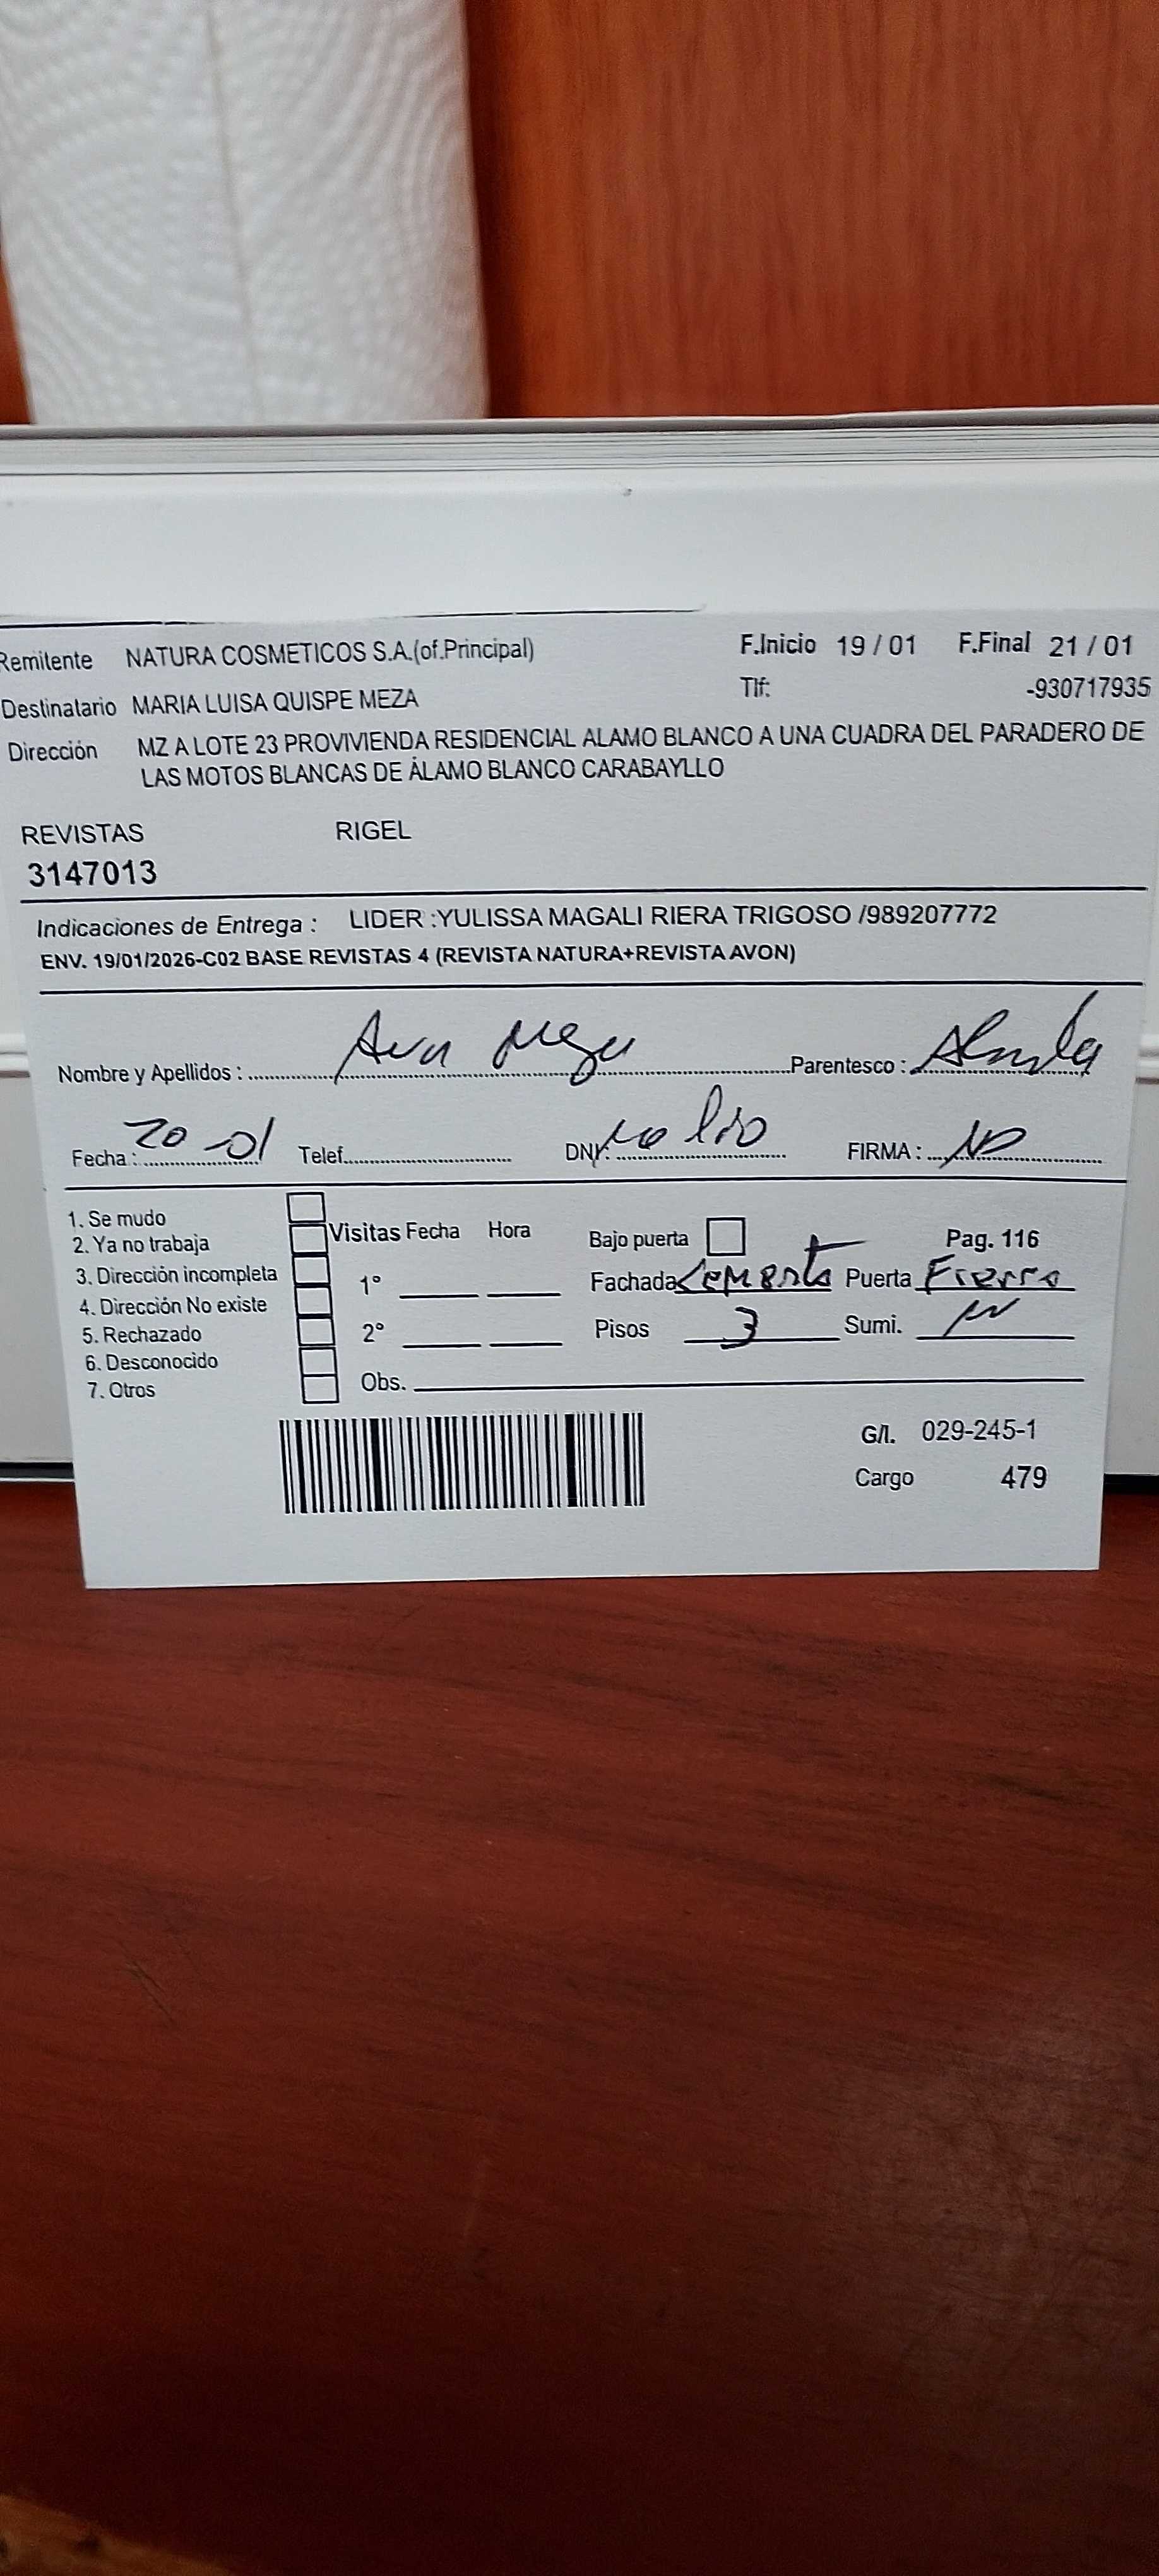 Remitente NATURA COSMETICOS S.A.(of.Principal) F.Inicio 19 / 01 F.Final 21 / 01
Destinatario MARIA LUISA QUISPE MEZA Tlf: -930717935
Dirección MZ A LOTE 23 PROVIVIENDA RESIDENCIAL ALAMO BLANCO A UNA CUADRA DEL PARADERO DE
LAS MOTOS BLANCAS DE ÁLAMO BLANCO CARABAYLLO
REVISTAS RIGEL
3147013
Indicaciones de Entrega : LIDER :YULISSA MAGALI RIERA TRIGOSO /989207772
ENV. 19/01/2026-C02 BASE REVISTAS 4 (REVISTA NATURA+REVISTA AVON)
Nombre y Apellidos : Meza Parentesco :
Fecha : 20-01 Telef. DNI: no dio FIRMA : NO
1. Se mudo
2. Ya no trabaja Visitas Fecha Hora Bajo puerta Pag. 116
3. Dirección incompleta 1° Fachada Cemento Puerta Fierro
4. Dirección No existe
5. Rechazado 2° Pisos 3 Sumi.
6. Desconocido
7. Otros Obs.
G/I. 029-245-1
Cargo 479